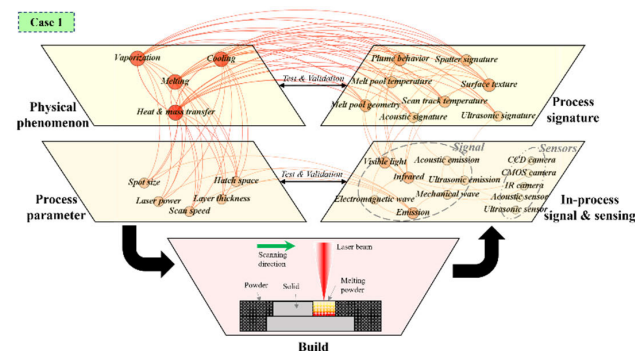 Case 1
Vaporization
Cooling
Melting
Heat & mass transfer
Physical
phenomenon
Test & Validation
Plume behavior
Spatter signature
Melt pool temperature
Surface texture
Melt pool geometry
Scan track temperature
Acoustic signature
Ultrasonic signature
Process
signature
Spot size
Hatch space
Laser power
Layer thickness
Scan speed
Process
parameter
Test & Validation
Signal
Sensors
Visible light
Acoustic emission
Infrared
Ultrasonic emission
Mechanical wave
Electromagnetic wave
Emission
CCD camera
CMOS camera
IR camera
Acoustic sensor
Ultrasonic sensor
In-process
Signal & sensing
Scanning
direction
Laser beam
Powder
Solid
Melting
powder
Build